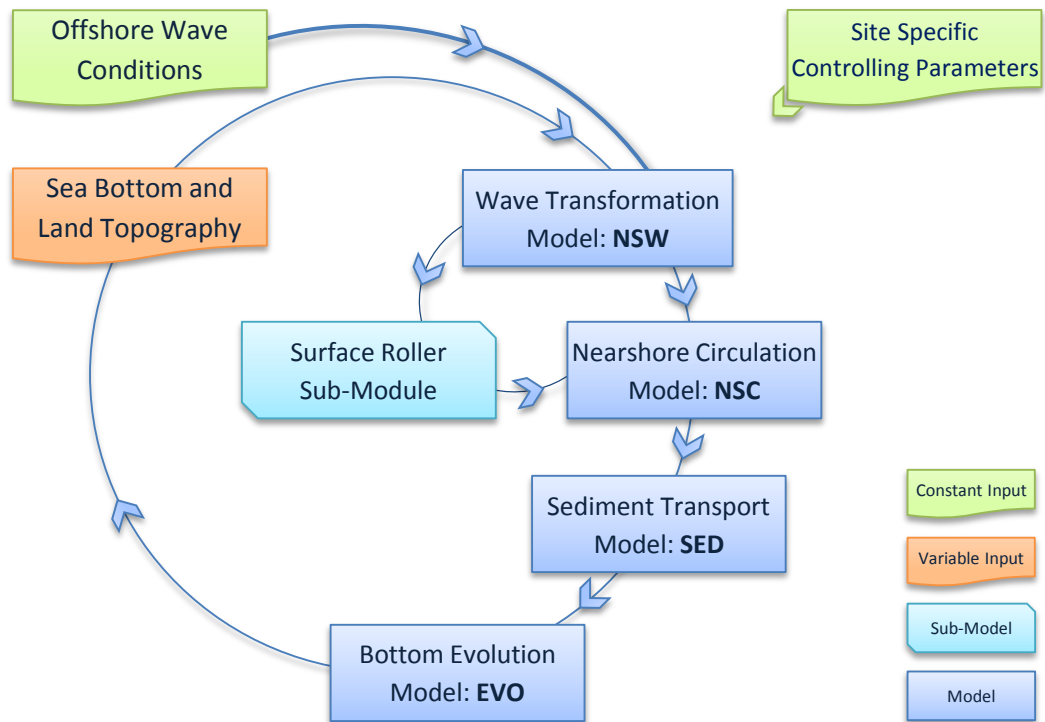 Offshore Wave
Conditions
Site Specific
Controlling Parameters
Sea Bottom and
Land Topography
Wave Transformation
Model: NSW
Surface Roller
Sub-Module
Nearshore Circulation
Model: NSC
Sediment Transport
Model: SED
Bottom Evolution
Model: EVO
Constant Input
Variable Input
Sub-Model
Model